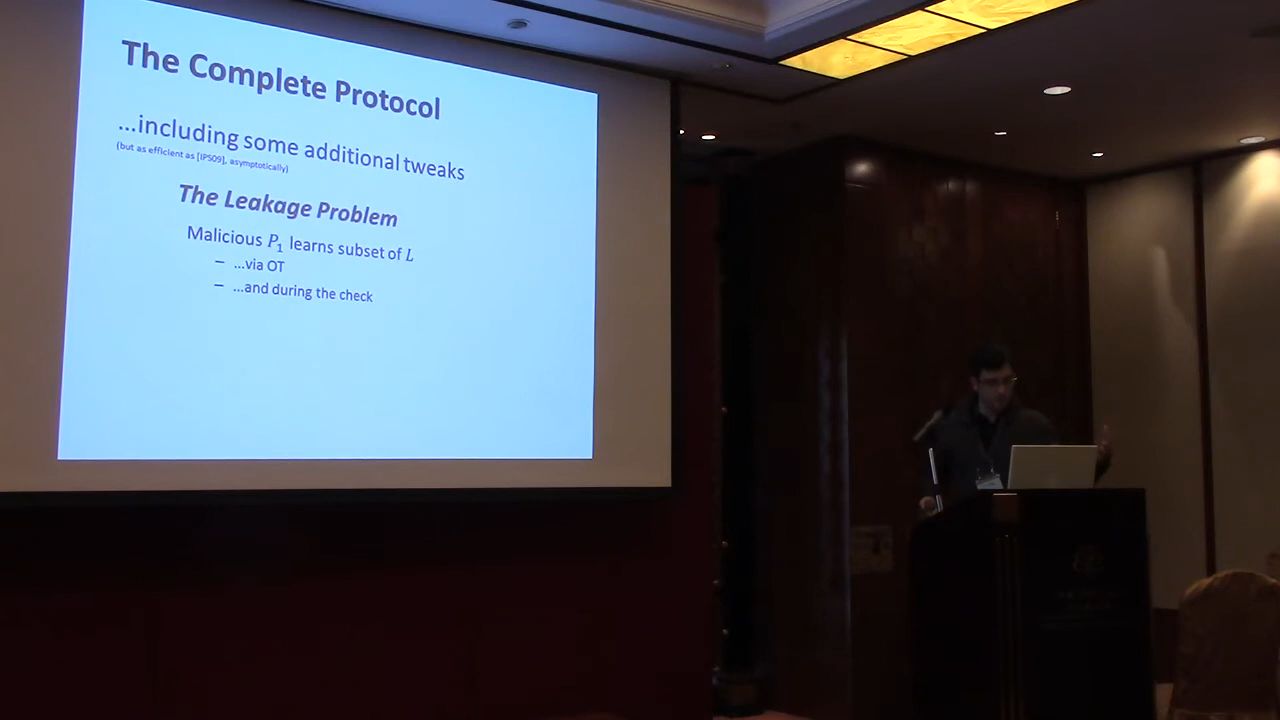 The Complete Protocol
…including some additional tweaks
(but as efficient as [IPS09], asymptotically)
The Leakage Problem
Malicious P₁ learns subset of L
– …via OT
– …and during the check